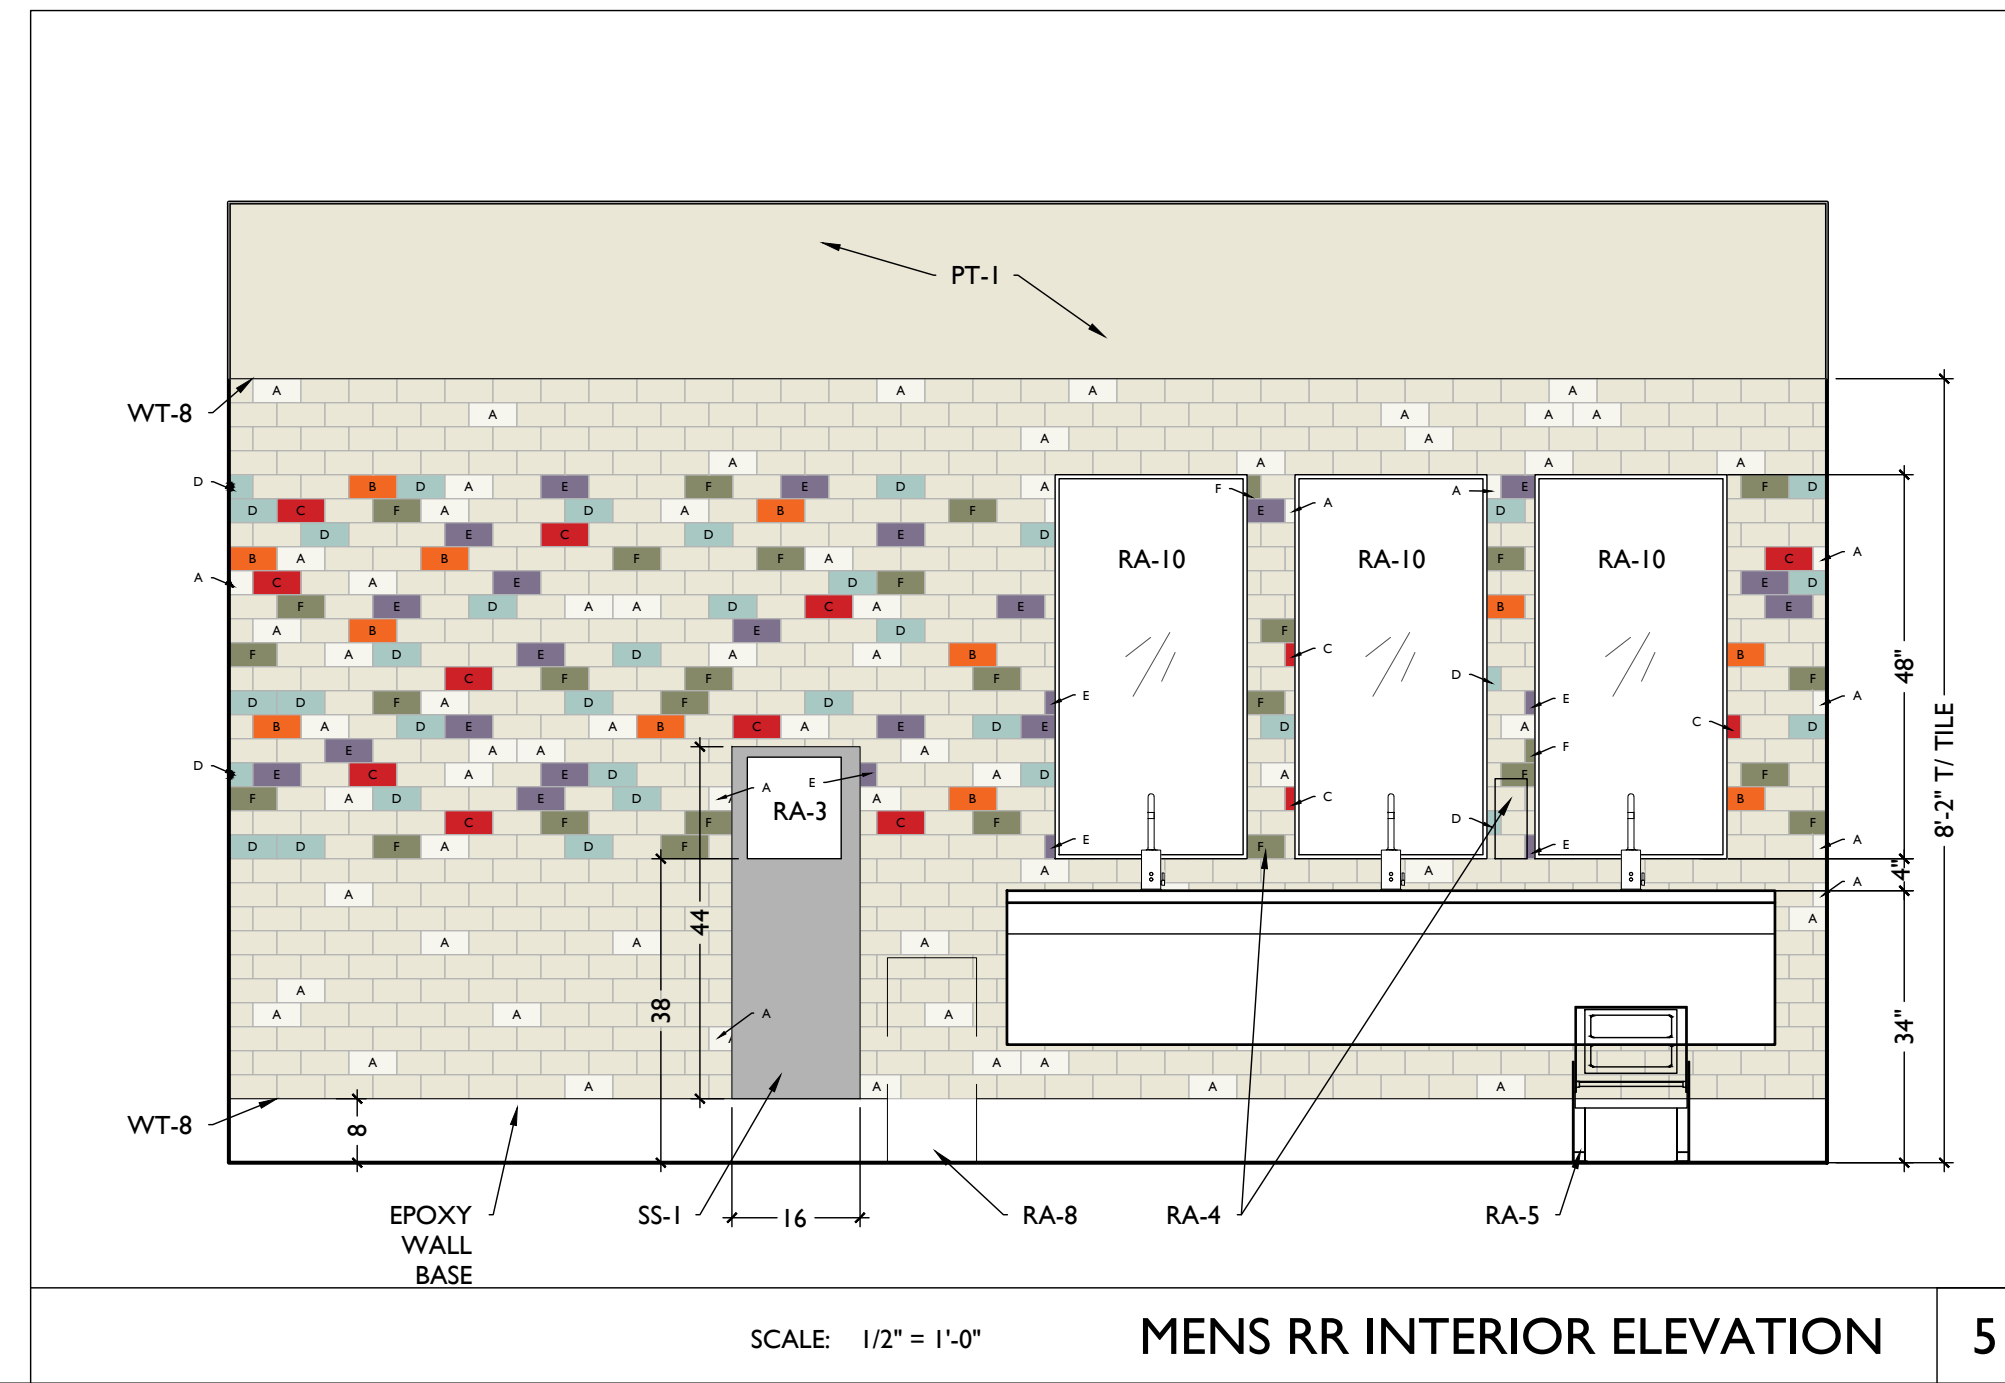 PT-1
A A A A
WT-8
A A A A
A A
A A A A
D B D A E F E D A F A E F D
D C F A D A B F E A D
D E C D E D
B A B F F A RA-10 RA-10 F RA-10 C A
A C A E D F E D
F E D A A D C A E B E
A B E D F
F A D E D A A B C B
C F F F D F
D D F A D F D E F E A
B A D E A B C A E D E D A C D
E A A A F
D E C A E D E A D A F F
F A D E D A A RA-3 A B C B
C F F C F D F
D D F A D F E F E A
A A A
A A
A A A
A
A A A A
A
A A A
A A A A A
WT-8
48"
4"
34"
8'-2" T/ TILE
44
38
8
EPOXY
WALL
BASE
SS-1
16
RA-8
RA-4
RA-5
SCALE: 1/2" = 1'-0"
MENS RR INTERIOR ELEVATION
5